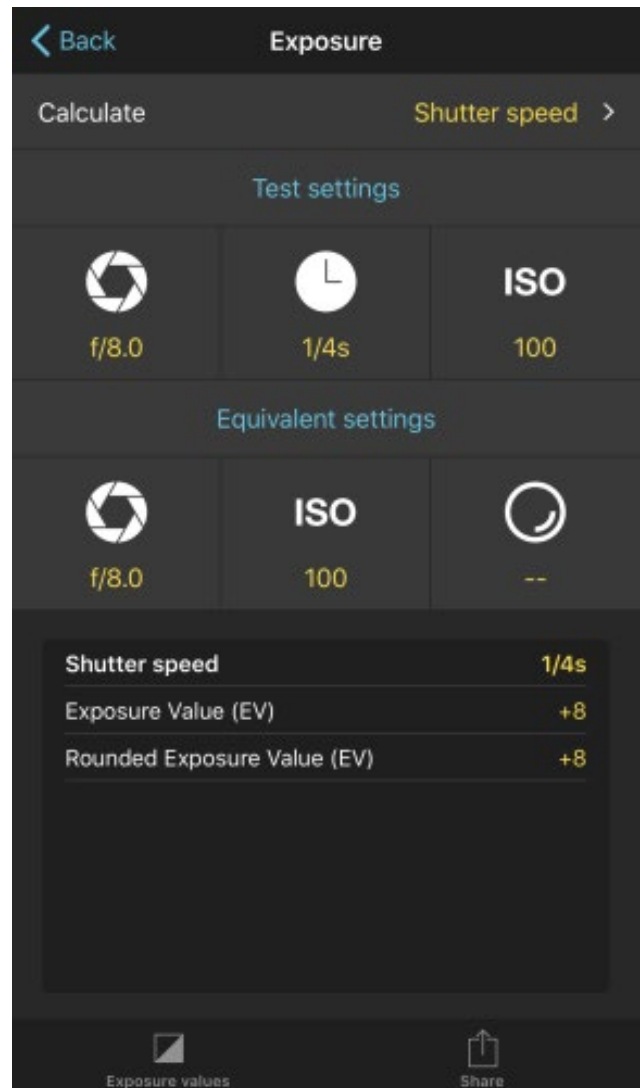 Back Exposure
Calculate Shutter speed
Test settings
ISO
f/8.0 1/4s 100
Equivalent settings
ISO
f/8.0 100 --
Shutter speed 1/4s
Exposure Value (EV) +8
Rounded Exposure Value (EV) +8
Exposure values Share